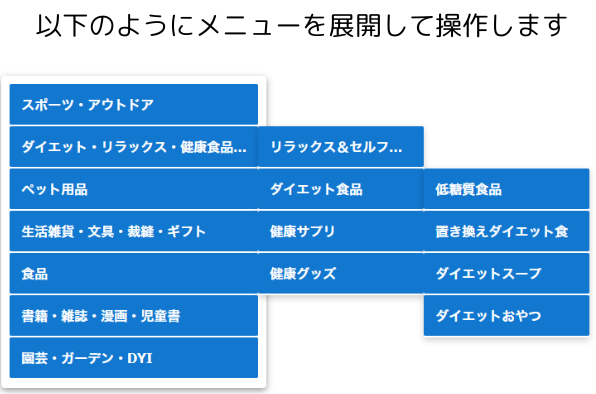 以下のようにメニューを展開して操作します
スポーツ・アウトドア
ダイエット・リラックス・健康食品...
ペット用品
生活雑貨・文具・裁縫・ギフト
食品
書籍・雑誌・漫画・児童書
園芸・ガーデン・DYI
リラックス＆セルフ...
ダイエット食品
健康サプリ
健康グッズ
低糖質食品
置き換えダイエット食
ダイエットスープ
ダイエットおやつ